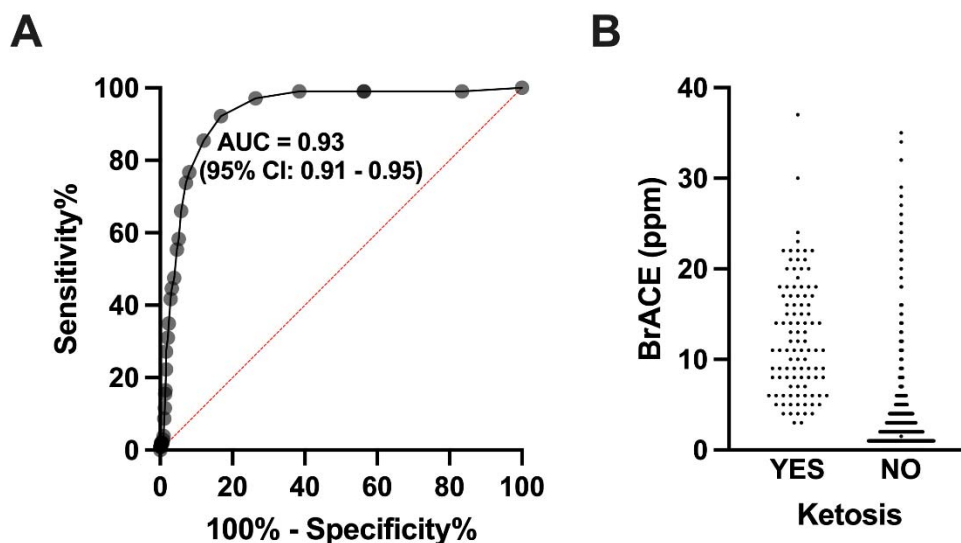 A
Sensitivity%
100
80
60
40
20
0
AUC = 0.93
(95% CI: 0.91 - 0.95)
0 20 40 60 80 100
100% - Specificity%
B
BrACE (ppm)
40
30
20
10
0
YES NO
Ketosis